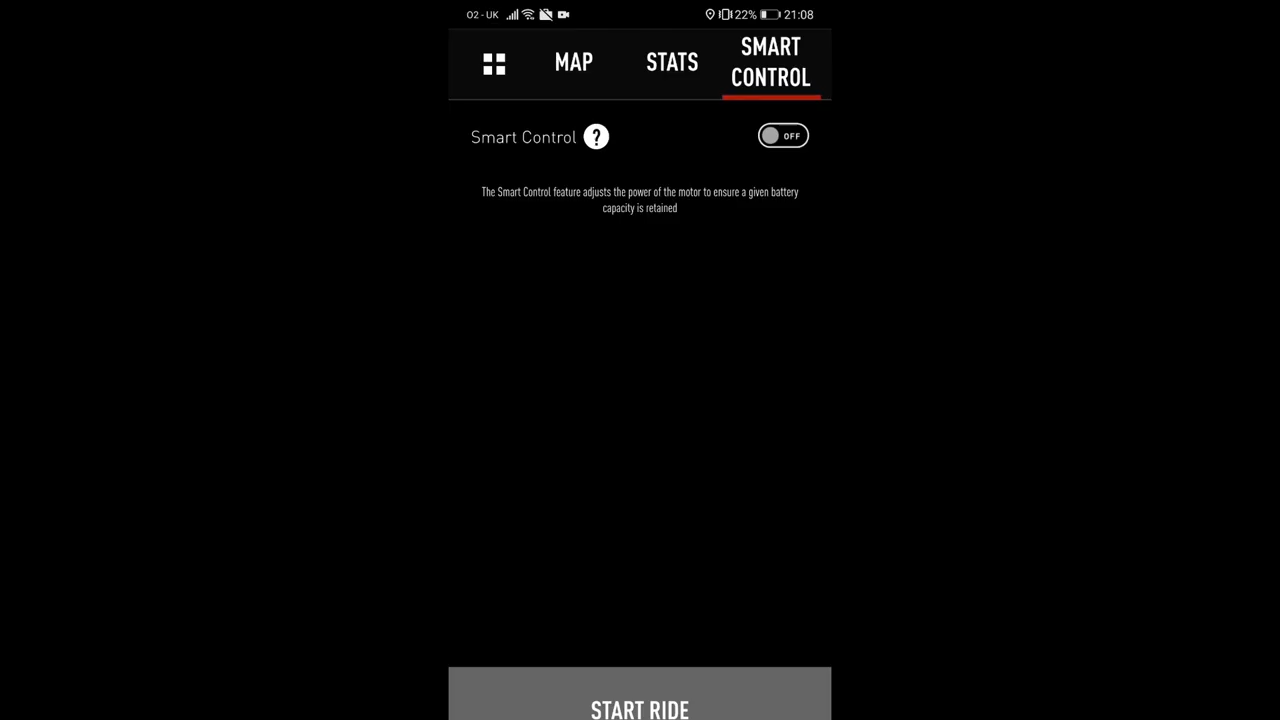 O2 - UK 22% 21:08
MAP STATS SMART
CONTROL
Smart Control ? OFF
The Smart Control feature adjusts the power of the motor to ensure a given battery
capacity is retained
START RIDE